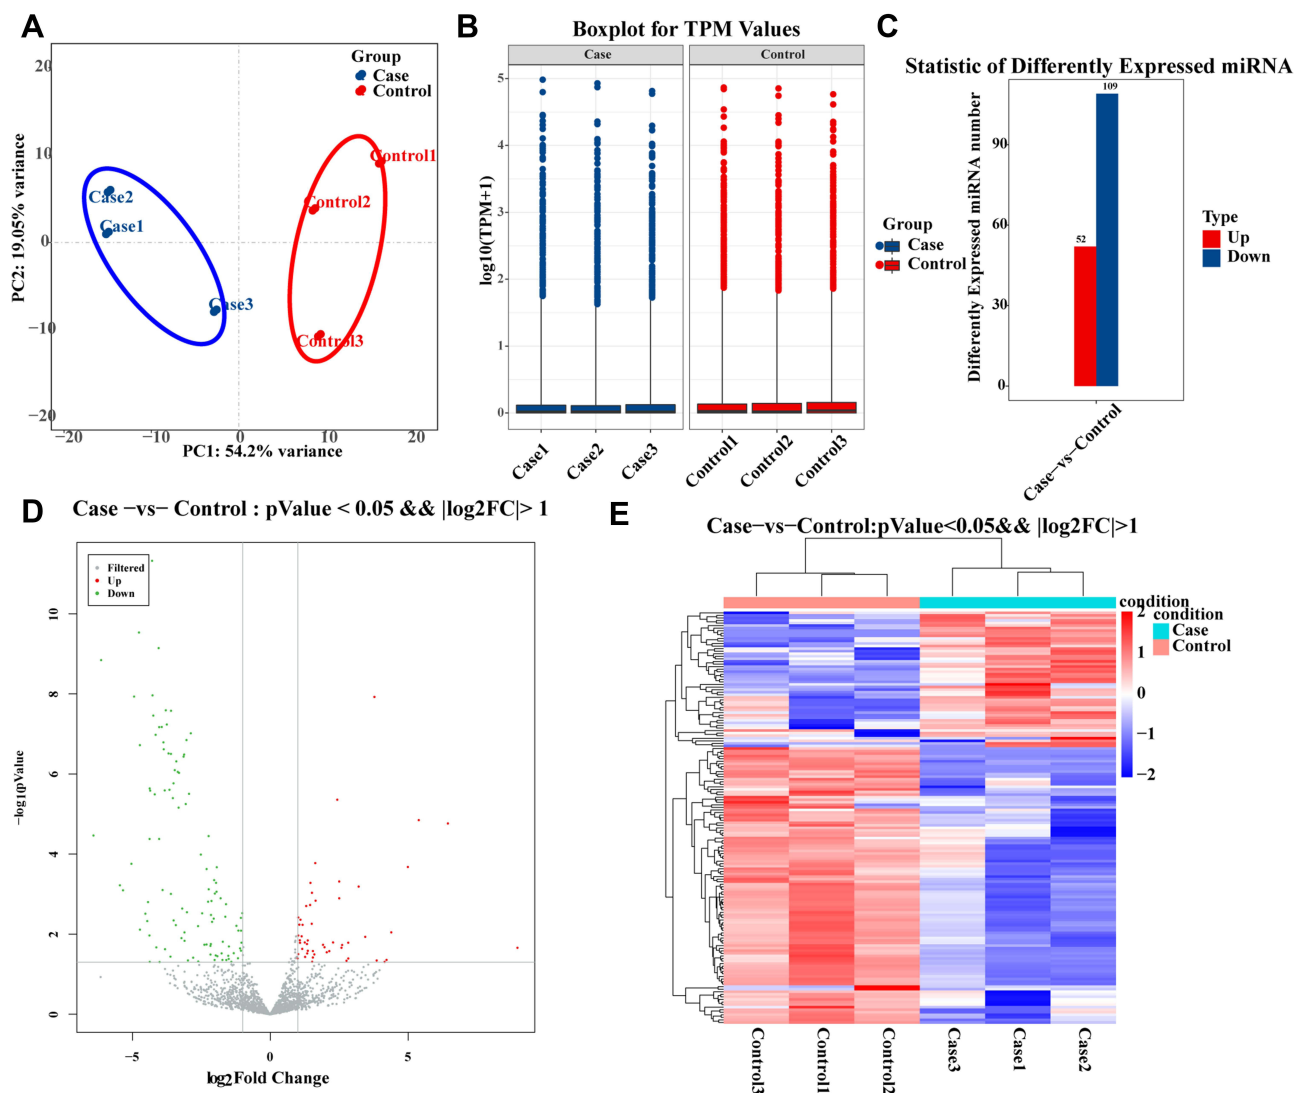 A
20
10
0
−10
−20
−20
−10
0
10
20
PC2: 19.05% variance
PC1: 54.2% variance
Group
Case
Control
Case2
Case1
Case3
Control1
Control2
Control3
B
Boxplot for TPM Values
Case
Control
5
4
3
2
1
0
log10(TPM+1)
Case1
Case2
Case3
Control1
Control2
Control3
Group
Case
Control
C
Statistic of Differently Expressed miRNA
Differently Expressed miRNA number
90
60
30
0
52
109
Case−vs−Control
Type
Up
Down
D
Case −vs− Control : pValue < 0.05 && |log2FC|> 1
Filtered
Up
Down
10
8
6
4
2
0
−log10pValue
−5
0
5
log2Fold Change
E
Case−vs−Control:pValue<0.05&& |log2FC|>1
condition
2
1
0
−1
−2
condition
Case
Control
Control3
Control1
Control2
Case3
Case1
Case2